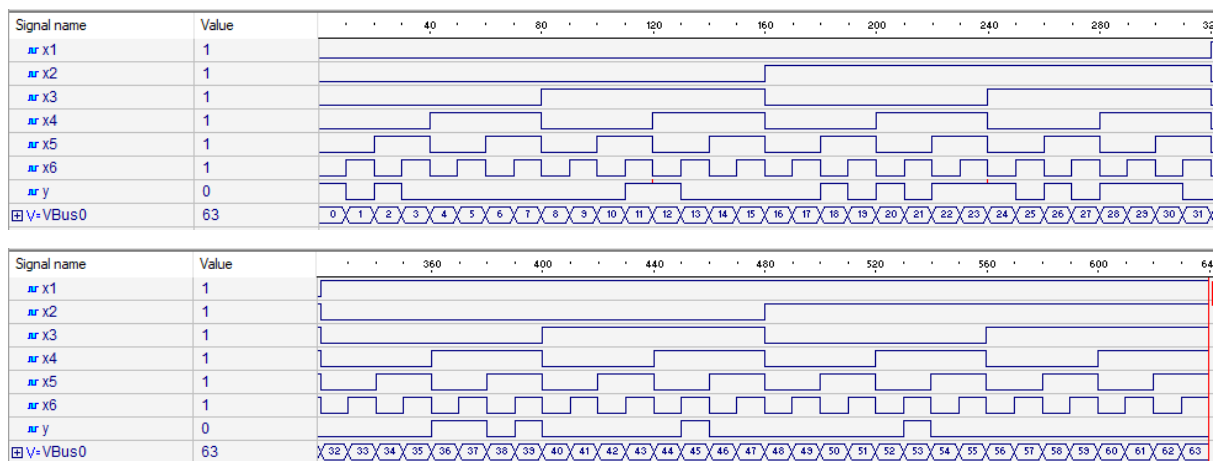 Signal name Value 40 80 120 160 200 240 280 32
x1 1
x2 1
x3 1
x4 1
x5 1
x6 1
y 0
V= VBus0 63 0 1 2 3 4 5 6 7 8 9 10 11 12 13 14 15 16 17 18 19 20 21 22 23 24 25 26 27 28 29 30 31
Signal name Value 360 400 440 480 520 560 600 64
x1 1
x2 1
x3 1
x4 1
x5 1
x6 1
y 0
V= VBus0 63 32 33 34 35 36 37 38 39 40 41 42 43 44 45 46 47 48 49 50 51 52 53 54 55 56 57 58 59 60 61 62 63